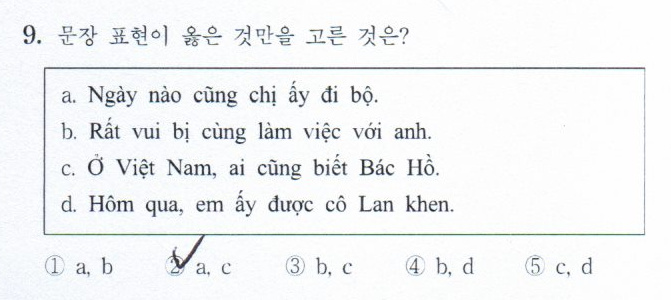 9. 문장 표현이 옳은 것만을 고른 것은?
a. Ngày nào cũng chị ấy đi bộ.
b. Rất vui bị cùng làm việc với anh.
c. Ở Việt Nam, ai cũng biết Bác Hồ.
d. Hôm qua, em ấy được cô Lan khen.
① a, b ② a, c ③ b, c ④ b, d ⑤ c, d